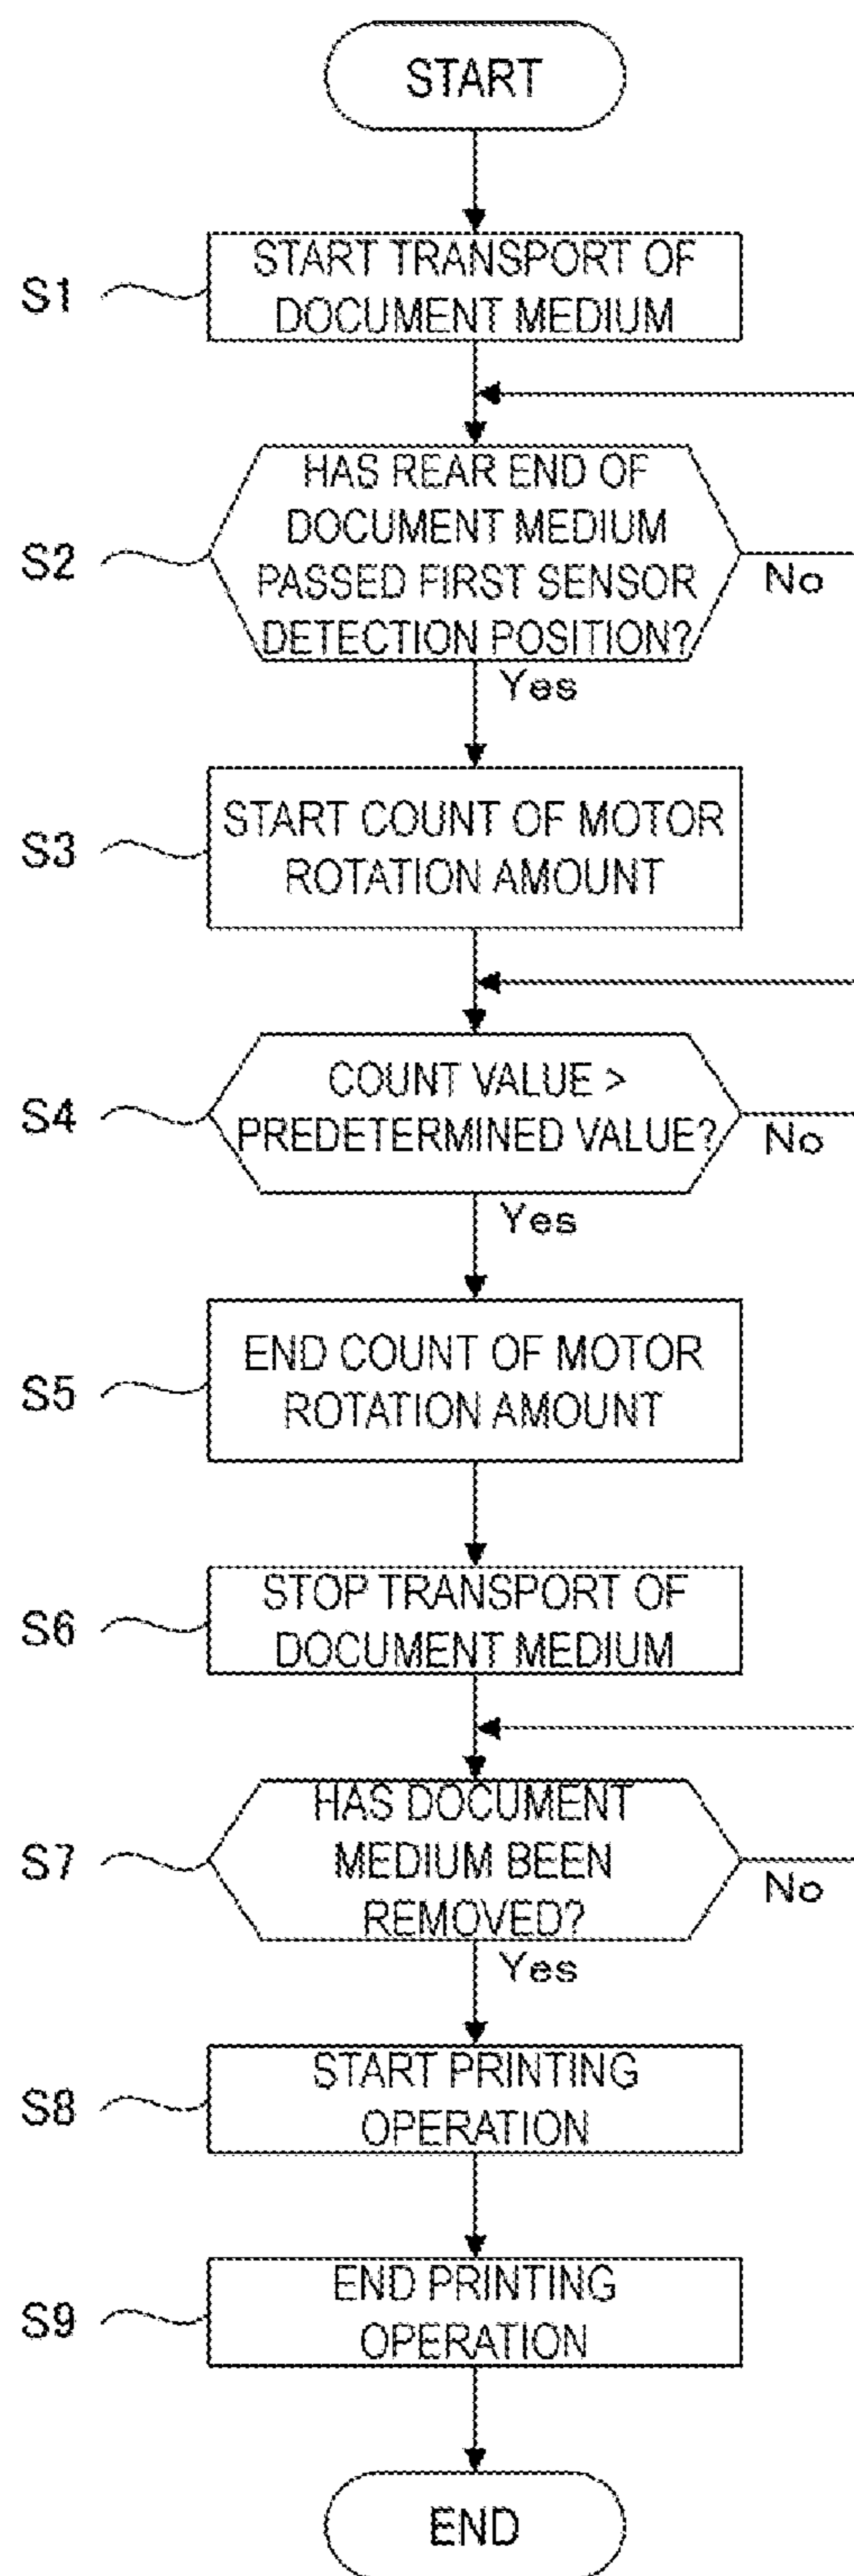 START
S1
START TRANSPORT OF
DOCUMENT MEDIUM
S2
HAS REAR END OF
DOCUMENT MEDIUM
PASSED FIRST SENSOR
DETECTION POSITION?
No
Yes
S3
START COUNT OF MOTOR
ROTATION AMOUNT
S4
COUNT VALUE >
PREDETERMINED VALUE?
No
Yes
S5
END COUNT OF MOTOR
ROTATION AMOUNT
S6
STOP TRANSPORT OF
DOCUMENT MEDIUM
S7
HAS DOCUMENT
MEDIUM BEEN
REMOVED?
No
Yes
S8
START PRINTING
OPERATION
S9
END PRINTING
OPERATION
END